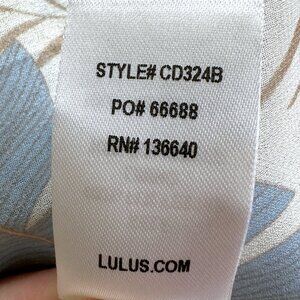 STYLE# CD324B
PO# 66688
RN# 136640
LULUS.COM